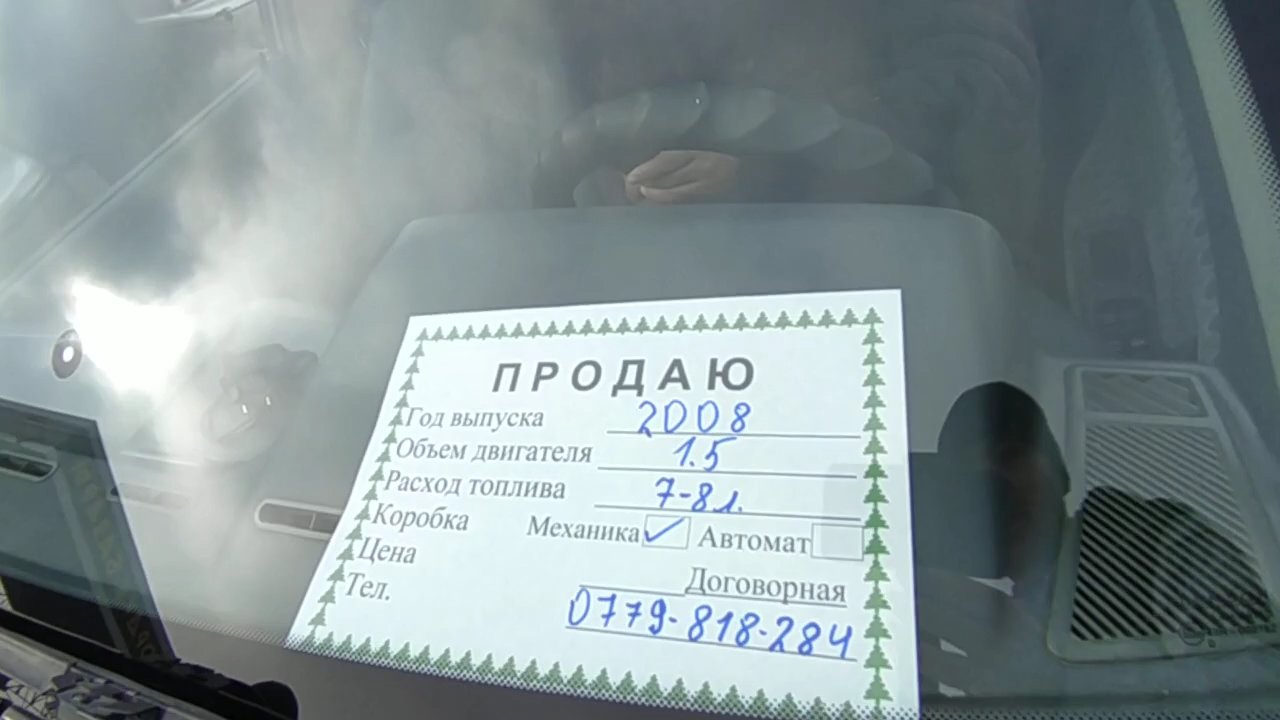 ПРОДАЮ
Год выпуска 2008
Объем двигателя 1.5
Расход топлива 7-8л.
Коробка Механика ✓ Автомат
Цена Договорная
Тел. 0779-818-284